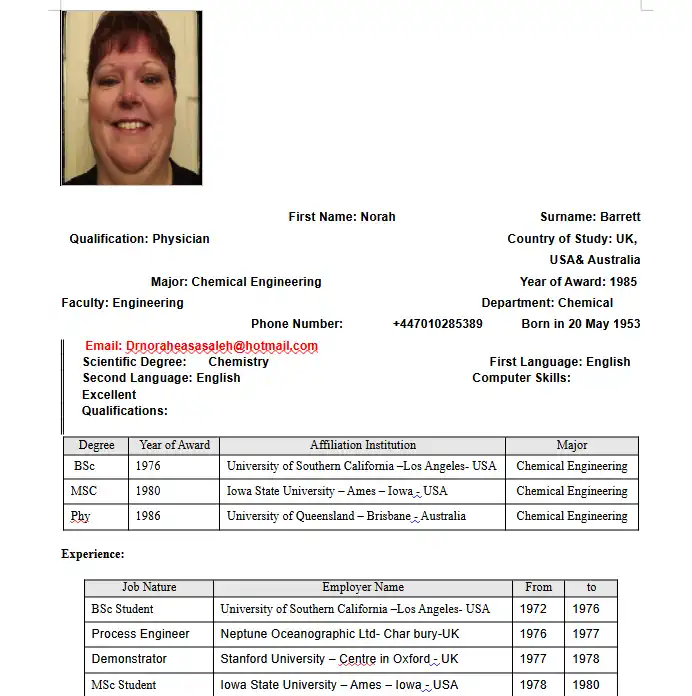 First Name: Norah Surname: Barrett
Qualification: Physician Country of Study: UK,
USA& Australia
Major: Chemical Engineering Year of Award: 1985
Faculty: Engineering Department: Chemical
Phone Number: +447010285389 Born in 20 May 1953
Email: Drnoraheasasaleh@hotmail.com
Scientific Degree: Chemistry First Language: English
Second Language: English Computer Skills:
Excellent
Qualifications:
Degree Year of Award Affiliation Institution Major
BSc 1976 University of Southern California –Los Angeles- USA Chemical Engineering
MSC 1980 Iowa State University – Ames – Iowa - USA Chemical Engineering
Phy 1986 University of Queensland – Brisbane - Australia Chemical Engineering
Experience:
Job Nature Employer Name From to
BSc Student University of Southern California –Los Angeles- USA 1972 1976
Process Engineer Neptune Oceanographic Ltd- Char bury-UK 1976 1977
Demonstrator Stanford University – Centre in Oxford - UK 1977 1978
MSc Student Iowa State University – Ames – Iowa - USA 1978 1980